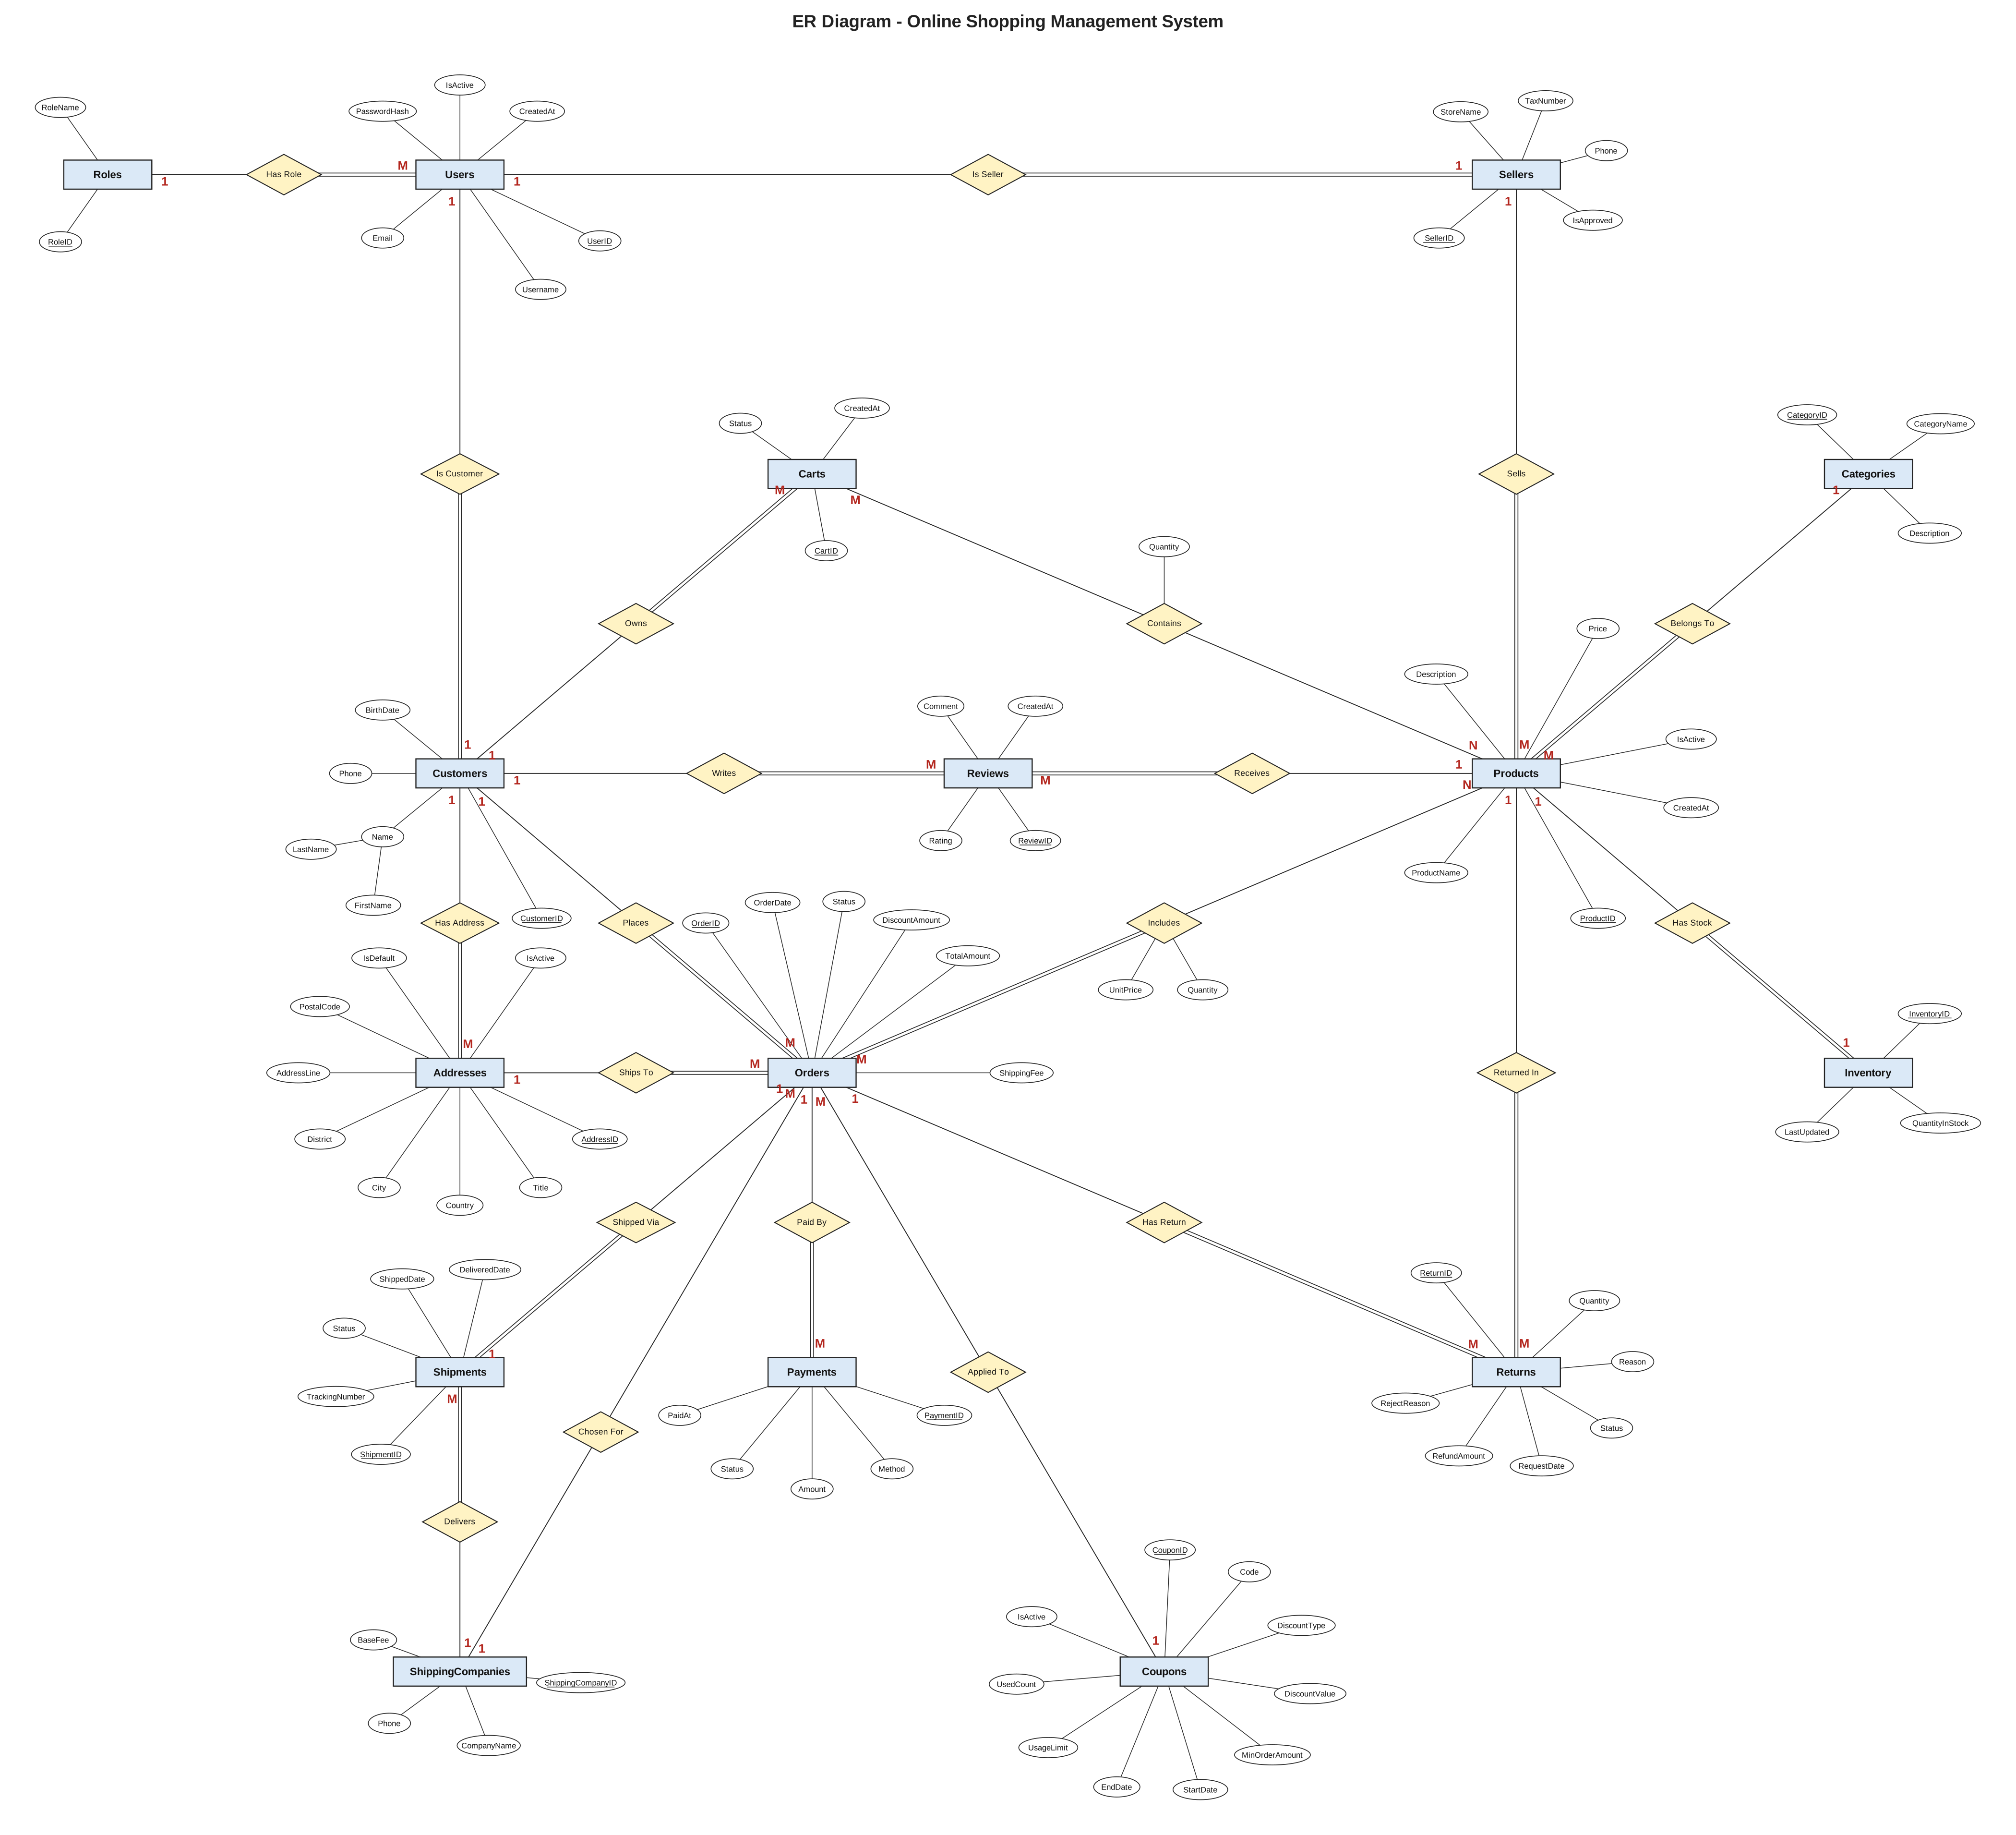 ER Diagram - Online Shopping Management System
IsActive
RoleName
PasswordHash
CreatedAt
StoreName
TaxNumber
Phone
Roles
1
Has Role
M
Users
1
Is Seller
1
Sellers
1
1
RoleID
Email
UserID
SellerID
IsApproved
Username
Status
CreatedAt
CategoryID
CategoryName
Is Customer
Carts
Sells
Categories
M
M
1
CartID
Quantity
Description
Owns
Contains
Price
Belongs To
Description
BirthDate
Comment
CreatedAt
IsActive
1
1
N
M
M
Phone
Customers
1
Writes
M
Reviews
M
Receives
1
Products
N
1
1
1
1
CreatedAt
Name
LastName
Rating
ReviewID
ProductName
FirstName
CustomerID
OrderDate
Status
DiscountAmount
ProductID
Has Address
Places
OrderID
Includes
Has Stock
IsDefault
IsActive
TotalAmount
UnitPrice
Quantity
PostalCode
InventoryID
M
M
M
M
1
AddressLine
Addresses
1
Ships To
Orders
ShippingFee
Returned In
Inventory
1
M
1
M
1
District
AddressID
LastUpdated
QuantityInStock
City
Country
Title
Shipped Via
Paid By
Has Return
ShippedDate
DeliveredDate
ReturnID
Quantity
Status
1
M
M
M
Shipments
Payments
Applied To
Returns
Reason
TrackingNumber
M
RejectReason
PaidAt
PaymentID
Status
Chosen For
ShipmentID
RefundAmount
RequestDate
Status
Method
Amount
Delivers
CouponID
Code
IsActive
DiscountType
BaseFee
1
1
1
ShippingCompanies
ShippingCompanyID
Coupons
UsedCount
DiscountValue
Phone
CompanyName
UsageLimit
MinOrderAmount
EndDate
StartDate